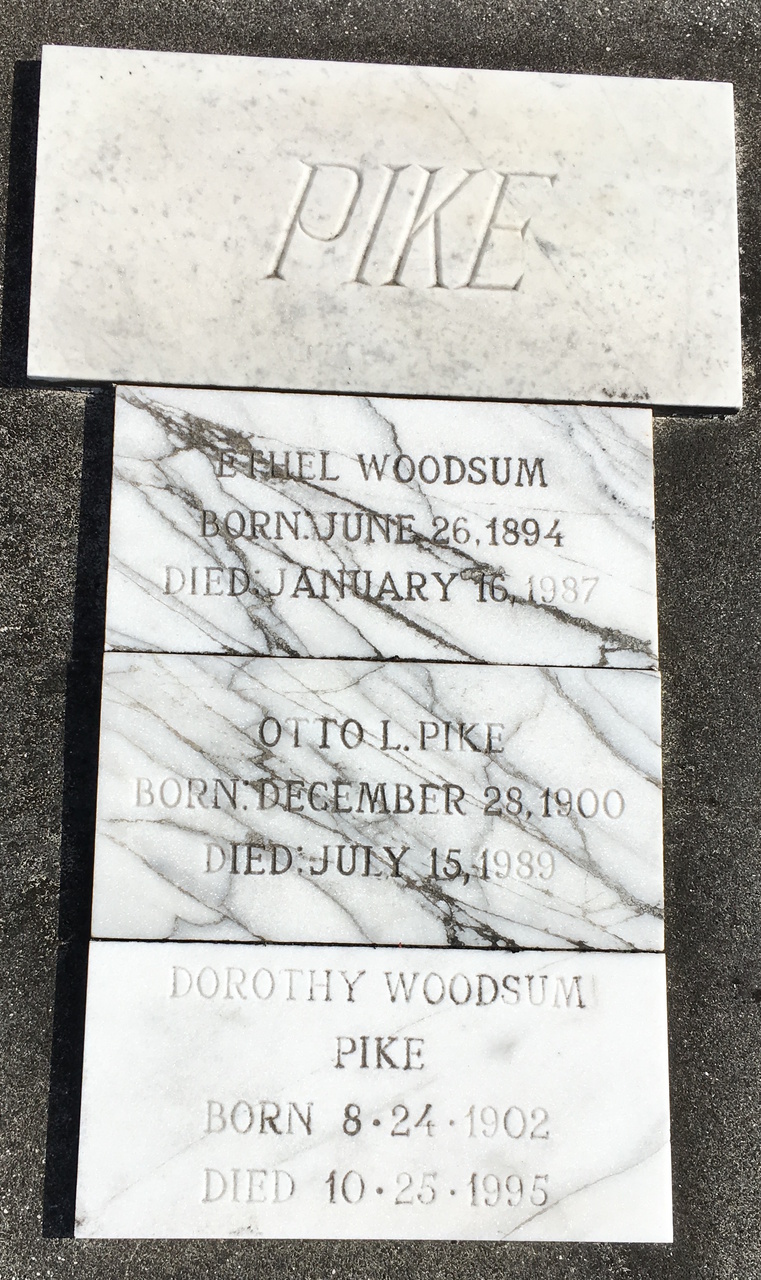 PIKE
ETHEL WOODSUM
BORN: JUNE 26, 1894
DIED: JANUARY 16, 1987
OTTO L. PIKE
BORN: DECEMBER 28, 1900
DIED: JULY 15, 1989
DOROTHY WOODSUM
PIKE
BORN 8·24·1902
DIED 10·25·1995